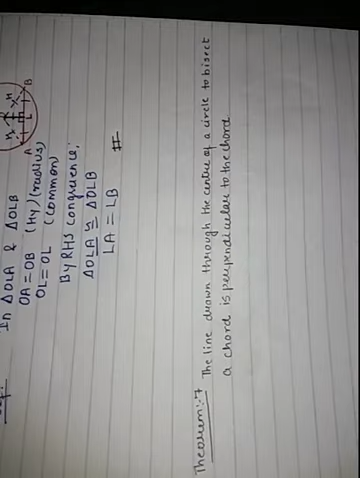 In ΔOLA & ΔOLB
OA = OB (Hy) (radius)
OL = OL (common)
By RHS congruence,
ΔOLA ≅ ΔOLB
LA = LB
A L B
Theorem:-7 The line drawn through the centre of a circle to bisect
a chord is perpendicular to the chord